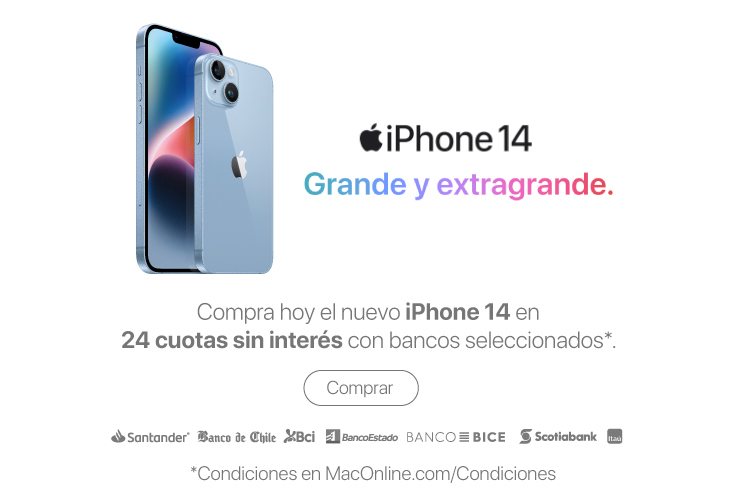 iPhone 14
Grande y extragrande.
Compra hoy el nuevo iPhone 14 en
24 cuotas sin interés con bancos seleccionados*.
Comprar
Santander Banco de Chile Bci BancoEstado BANCO BICE Scotiabank Itaú
*Condiciones en MacOnline.com/Condiciones